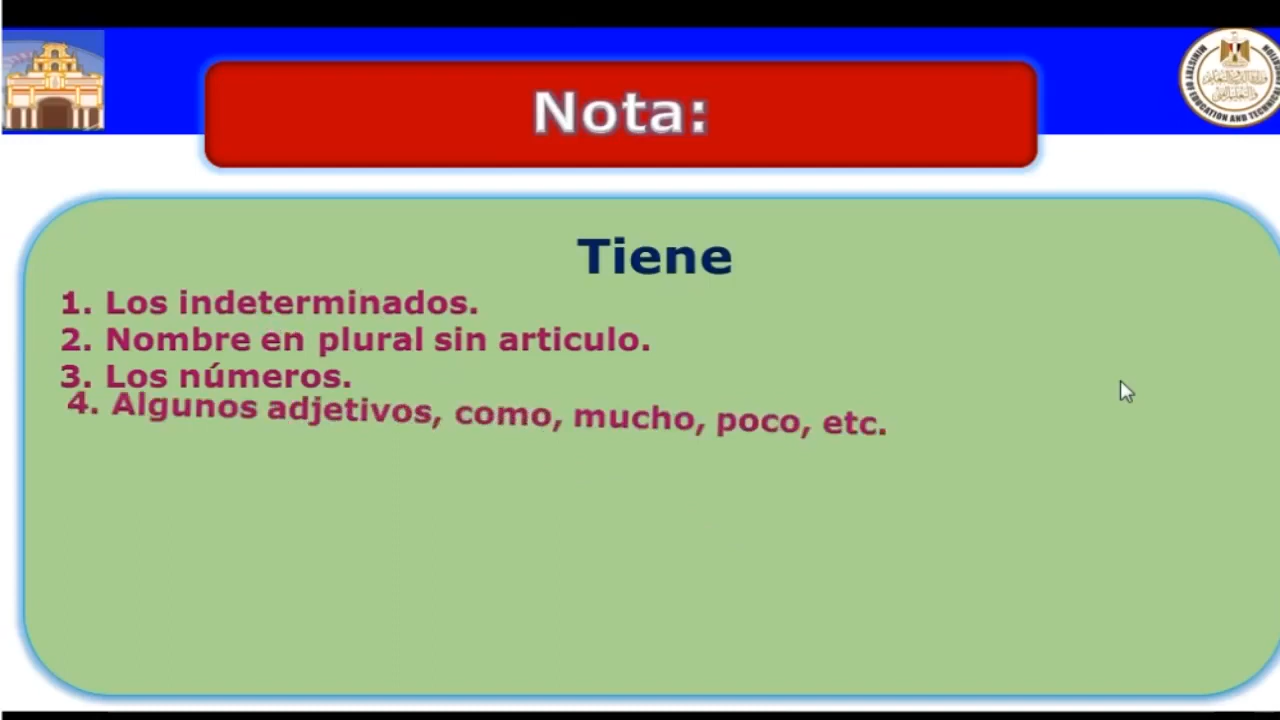 Nota:
Tiene
1. Los indeterminados.
2. Nombre en plural sin articulo.
3. Los números.
4. Algunos adjetivos, como, mucho, poco, etc.